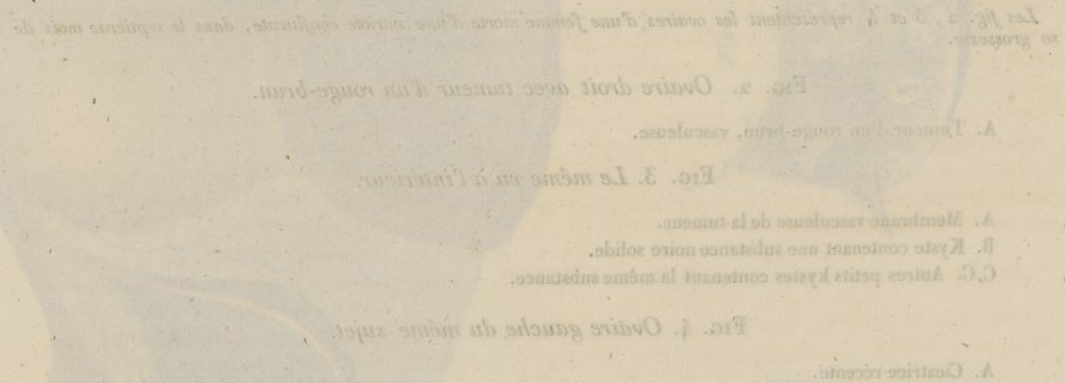 Les fig. 2, 3 et 4 représentent les ovaires d'une femme morte d'une variole confluente, dans le septième mois de
sa grossesse.
Fig. 2. Ovaire droit avec tumeur d'un rouge-brun.
A. Tumeur d'un rouge-brun, vasculeuse.
Fig. 3. Le même vu à l'intérieur.
A. Membrane vasculeuse de la tumeur.
B. Kyste contenant une substance noire solide.
C,C. Autres petits kystes contenant la même substance.
Fig. 4. Ovaire gauche du même sujet.
A. Cicatrice récente.